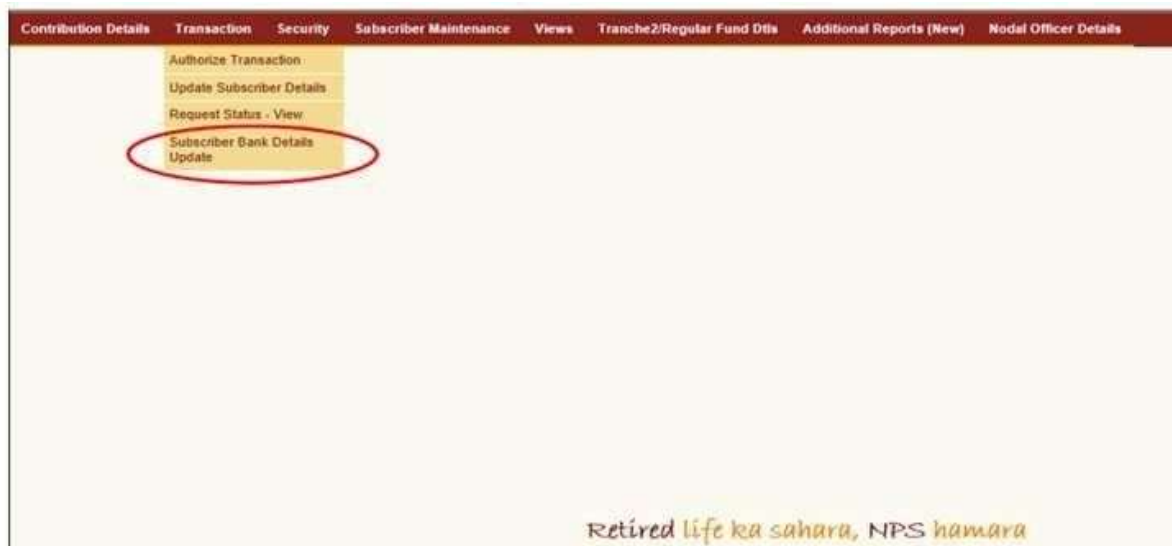 Contribution Details Transaction Security Subscriber Maintenance Views Tranche2/Regular Fund Dtls Additional Reports (New) Nodal Officer Details
Authorize Transaction
Update Subscriber Details
Request Status - View
Subscriber Bank Details
Update
Retired life ka sahara, NPS hamara